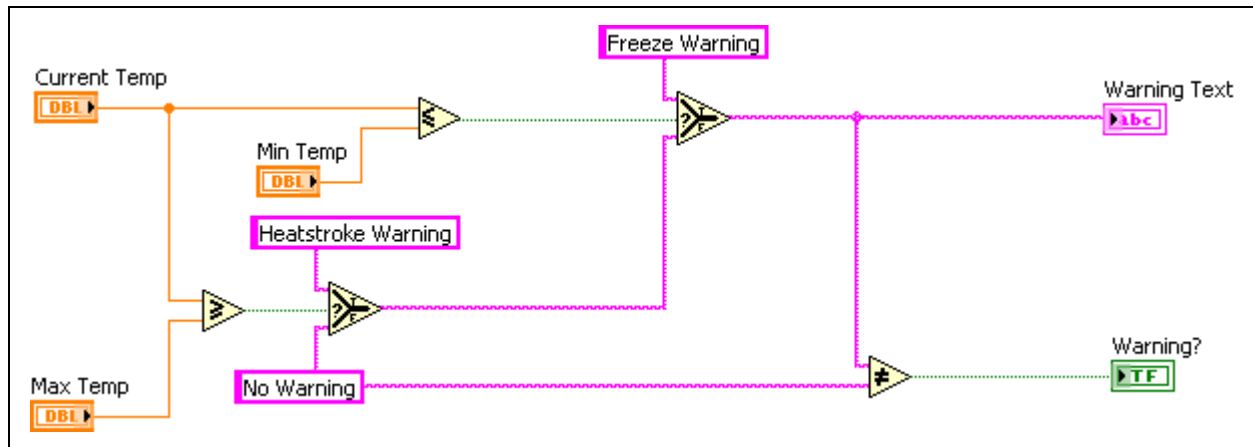 Freeze Warning
Current Temp
DBL
Warning Text
abc
≤
? T F
Min Temp
DBL
Heatstroke Warning
≥
? T F
Warning?
No Warning
≠
TF
Max Temp
DBL